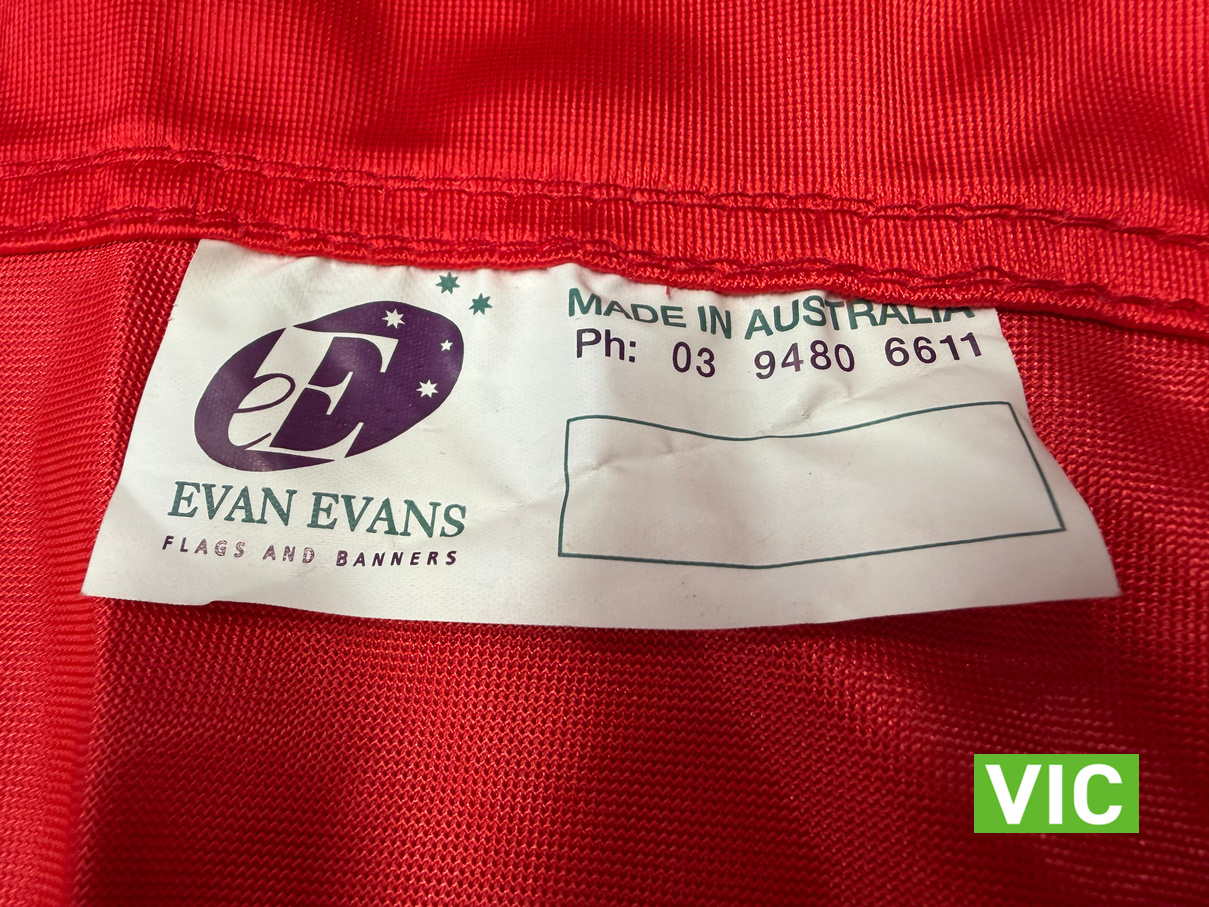 eE
EVAN EVANS
FLAGS AND BANNERS
MADE IN AUSTRALIA
Ph: 03 9480 6611
VIC